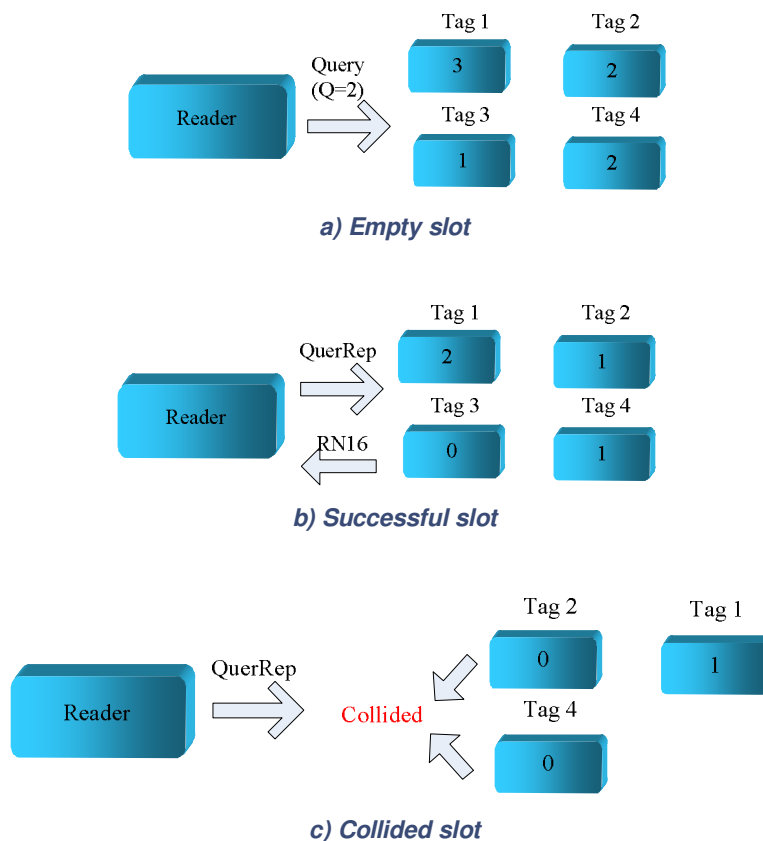 Tag 1 Tag 2
Query
(Q=2)
3 2
Reader
Tag 3 Tag 4
1 2
a) Empty slot
Tag 1 Tag 2
QuerRep
2 1
Reader
Tag 3 Tag 4
RN16
0 1
b) Successful slot
Tag 2 Tag 1
QuerRep
0 1
Reader
Collided
Tag 4
0
c) Collided slot